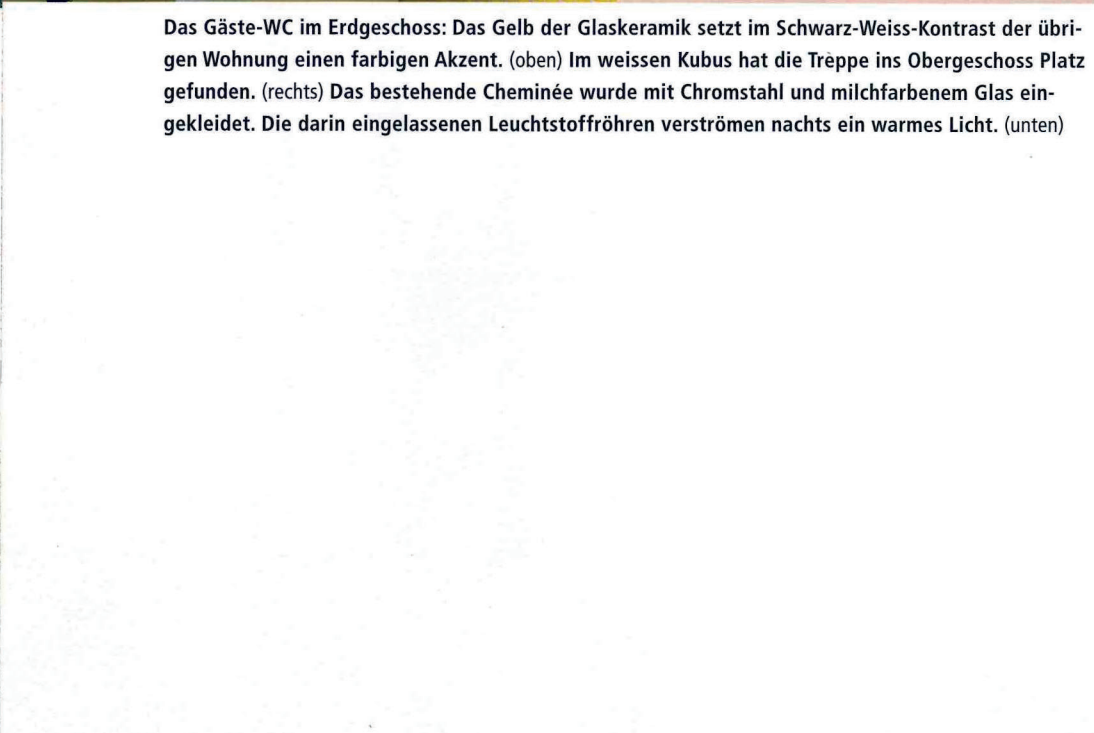 Das Gäste-WC im Erdgeschoss: Das Gelb der Glaskeramik setzt im Schwarz-Weiss-Kontrast der übri-
gen Wohnung einen farbigen Akzent. (oben) Im weissen Kubus hat die Treppe ins Obergeschoss Platz
gefunden. (rechts) Das bestehende Cheminée wurde mit Chromstahl und milchfarbenem Glas ein-
gekleidet. Die darin eingelassenen Leuchtstoffröhren verströmen nachts ein warmes Licht. (unten)